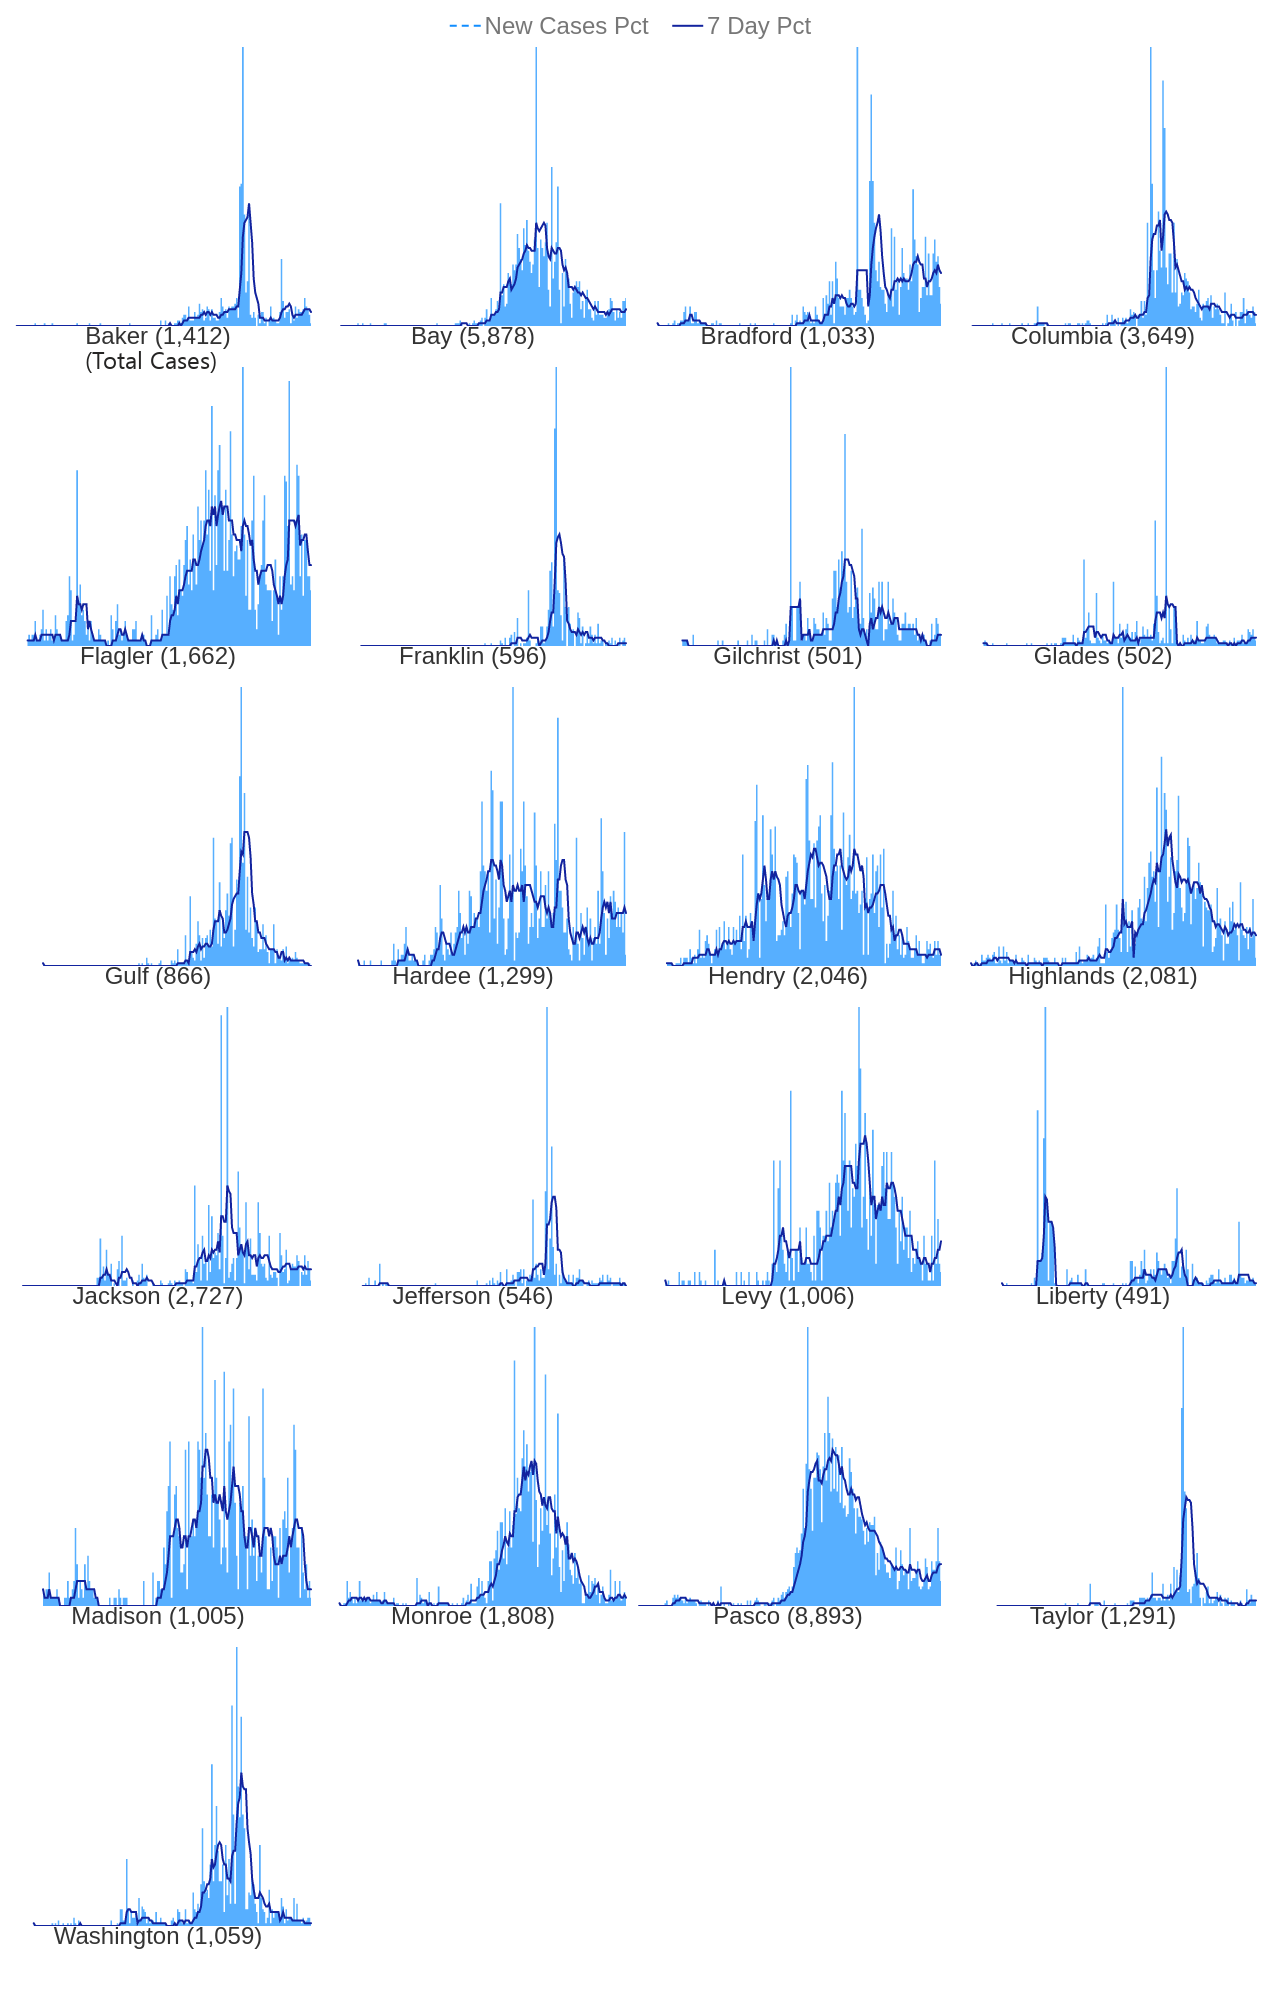 New Cases Pct 7 Day Pct
Baker (1,412) Bay (5,878) Bradford (1,033) Columbia (3,649)
(Total Cases)
Flagler (1,662) Franklin (596) Gilchrist (501) Glades (502)
Gulf (866) Hardee (1,299) Hendry (2,046) Highlands (2,081)
Jackson (2,727) Jefferson (546) Levy (1,006) Liberty (491)
Madison (1,005) Monroe (1,808) Pasco (8,893) Taylor (1,291)
Washington (1,059)